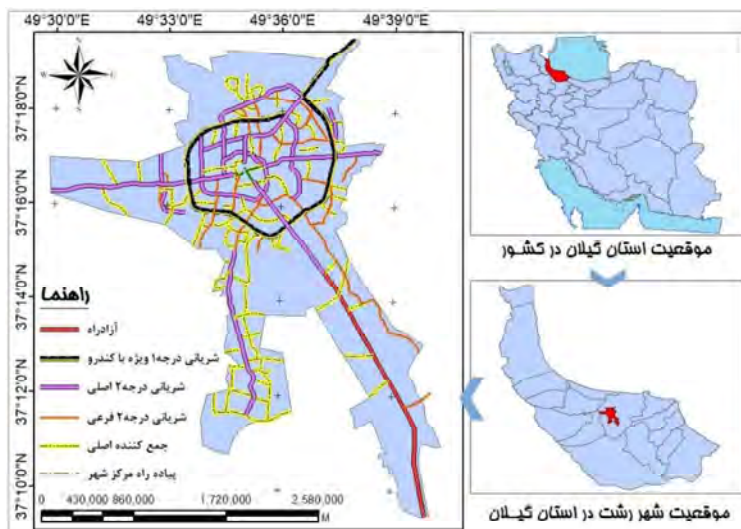 49°30'0"E 49°33'0"E 49°36'0"E 49°39'0"E
37°18'0"N
37°16'0"N
37°14'0"N
37°12'0"N
37°10'0"N
N
راهنما
آزادراه
شریانی درجه۱ ویژه با کندرو
شریانی درجه۲ اصلی
شریانی درجه۲ فرعی
جمع کننده اصلی
پیاده راه مرکز شهر
0 430,000 860,000 1,720,000 2,580,000
M
موقعیت استان گیلان در کشور
موقعیت شهر رشت در استان گیلان